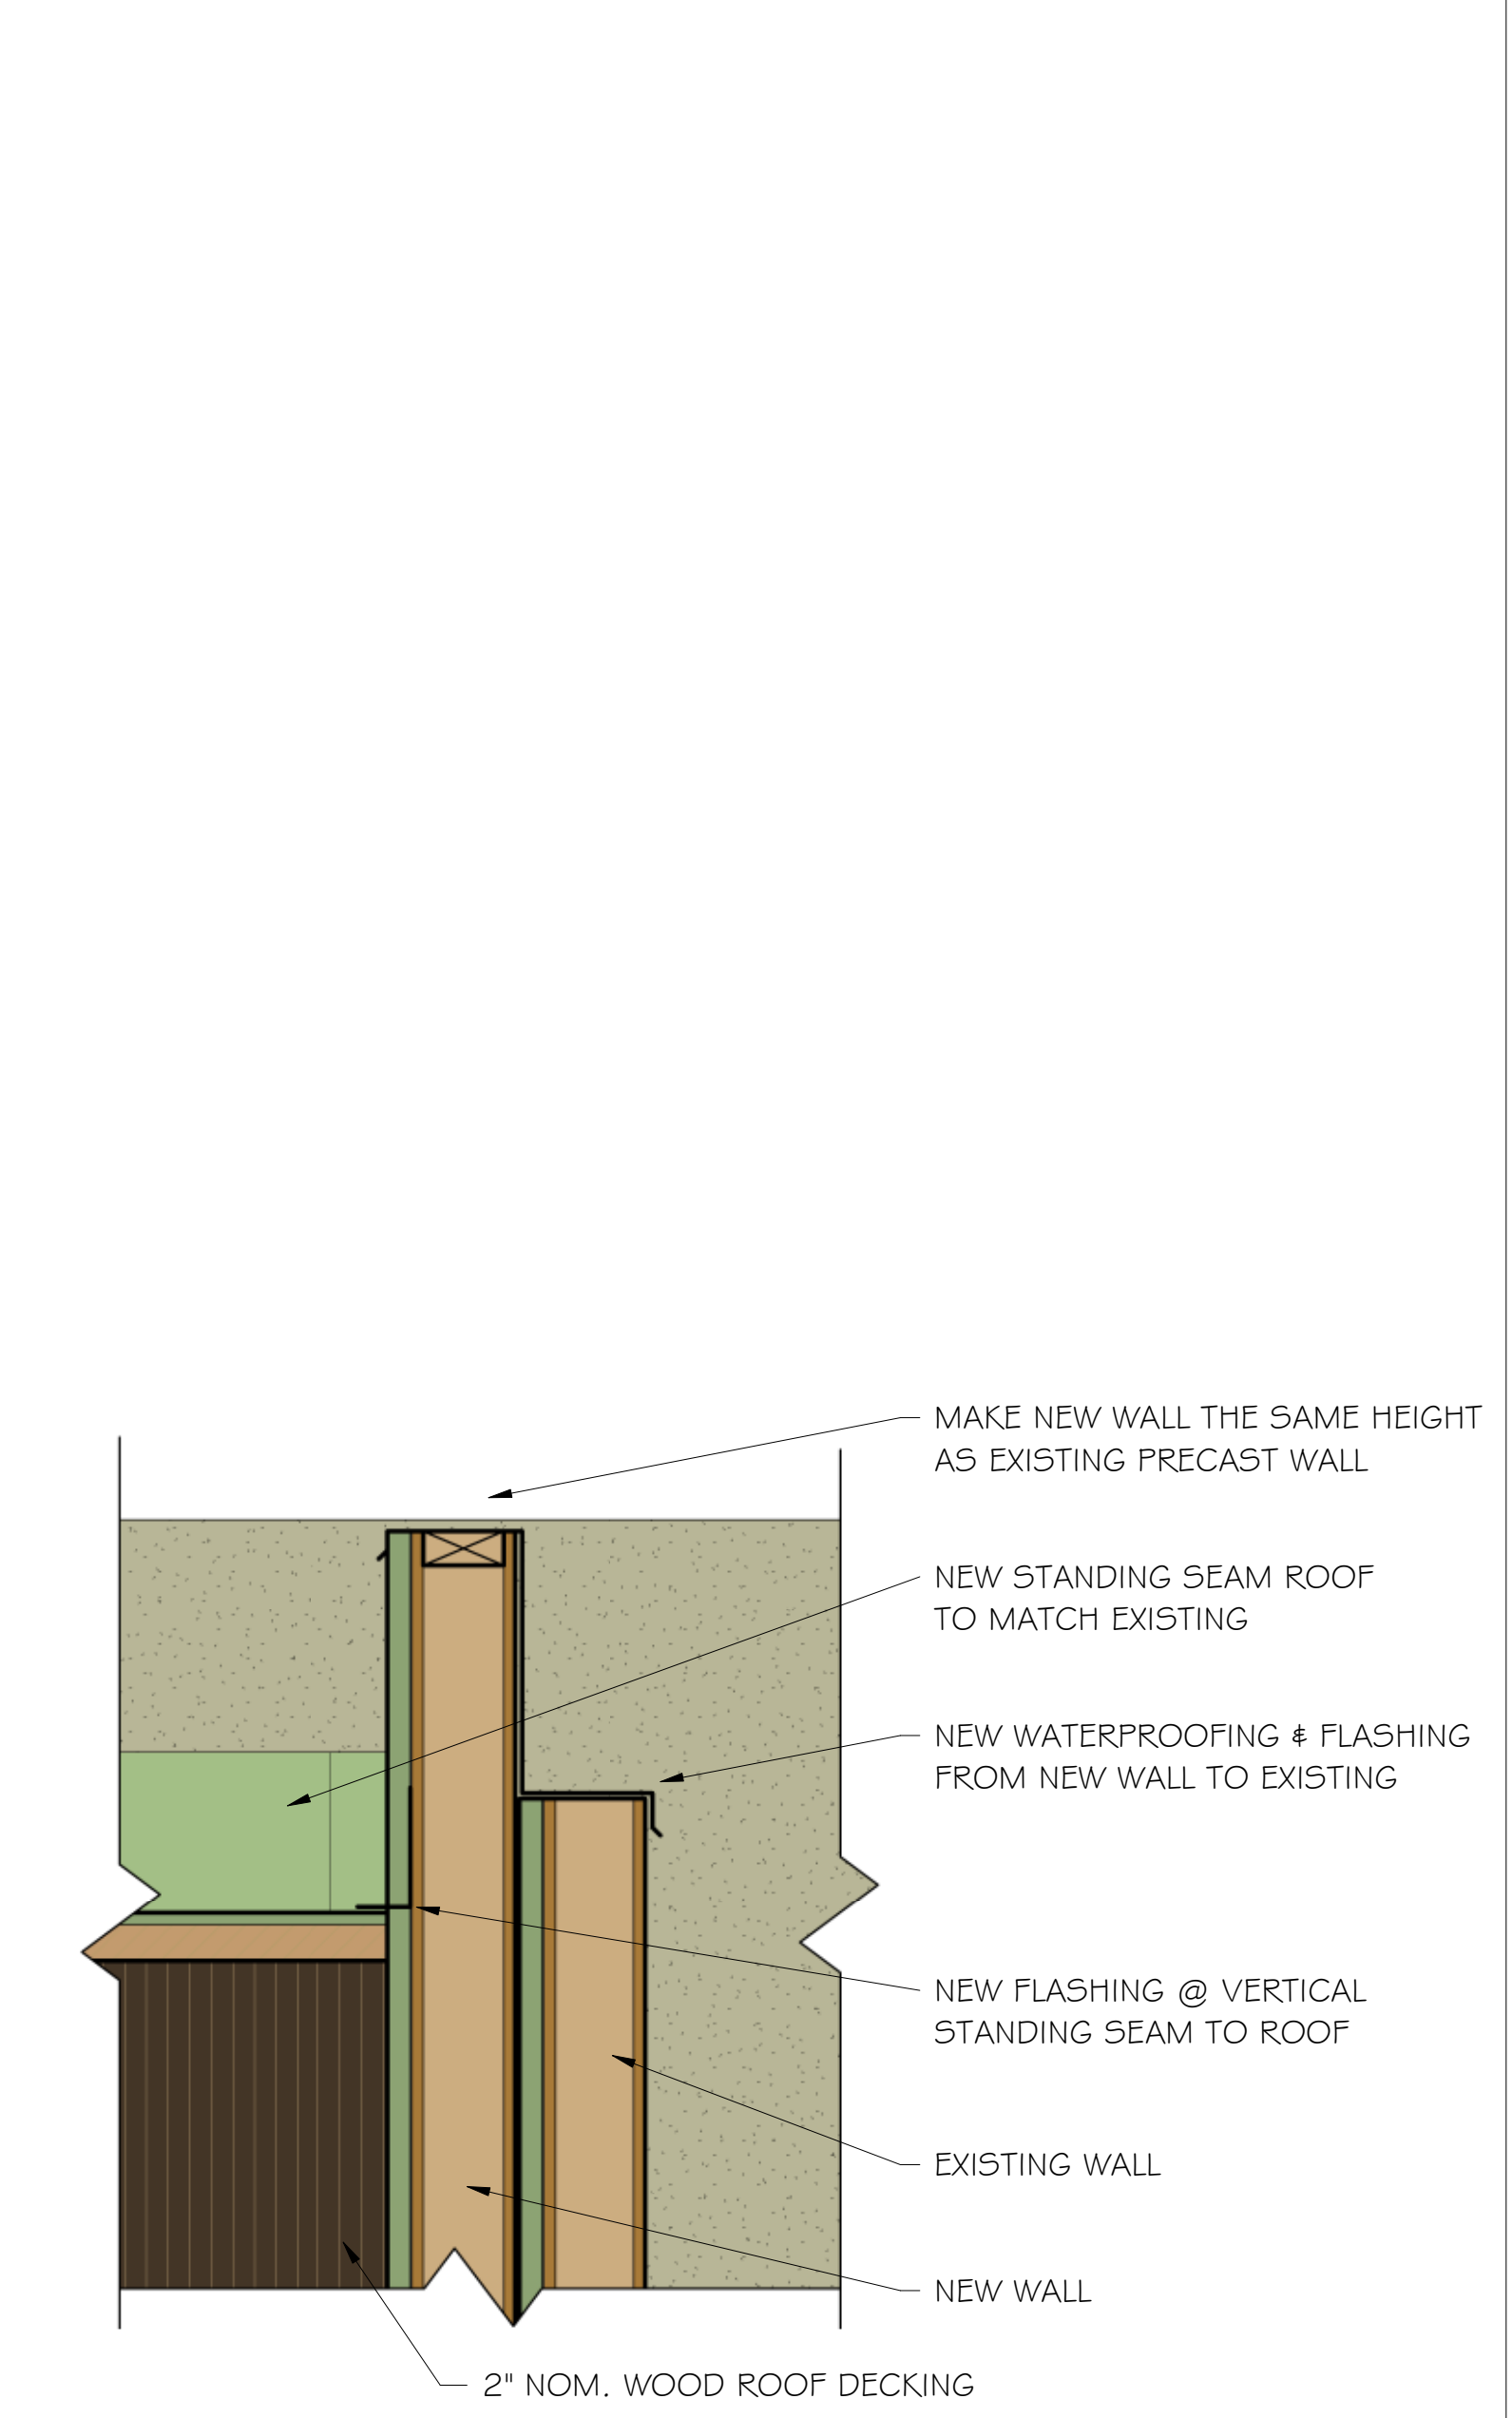 MAKE NEW WALL THE SAME HEIGHT
AS EXISTING PRECAST WALL
NEW STANDING SEAM ROOF
TO MATCH EXISTING
NEW WATERPROOFING & FLASHING
FROM NEW WALL TO EXISTING
NEW FLASHING @ VERTICAL
STANDING SEAM TO ROOF
EXISTING WALL
NEW WALL
2" NOM. WOOD ROOF DECKING